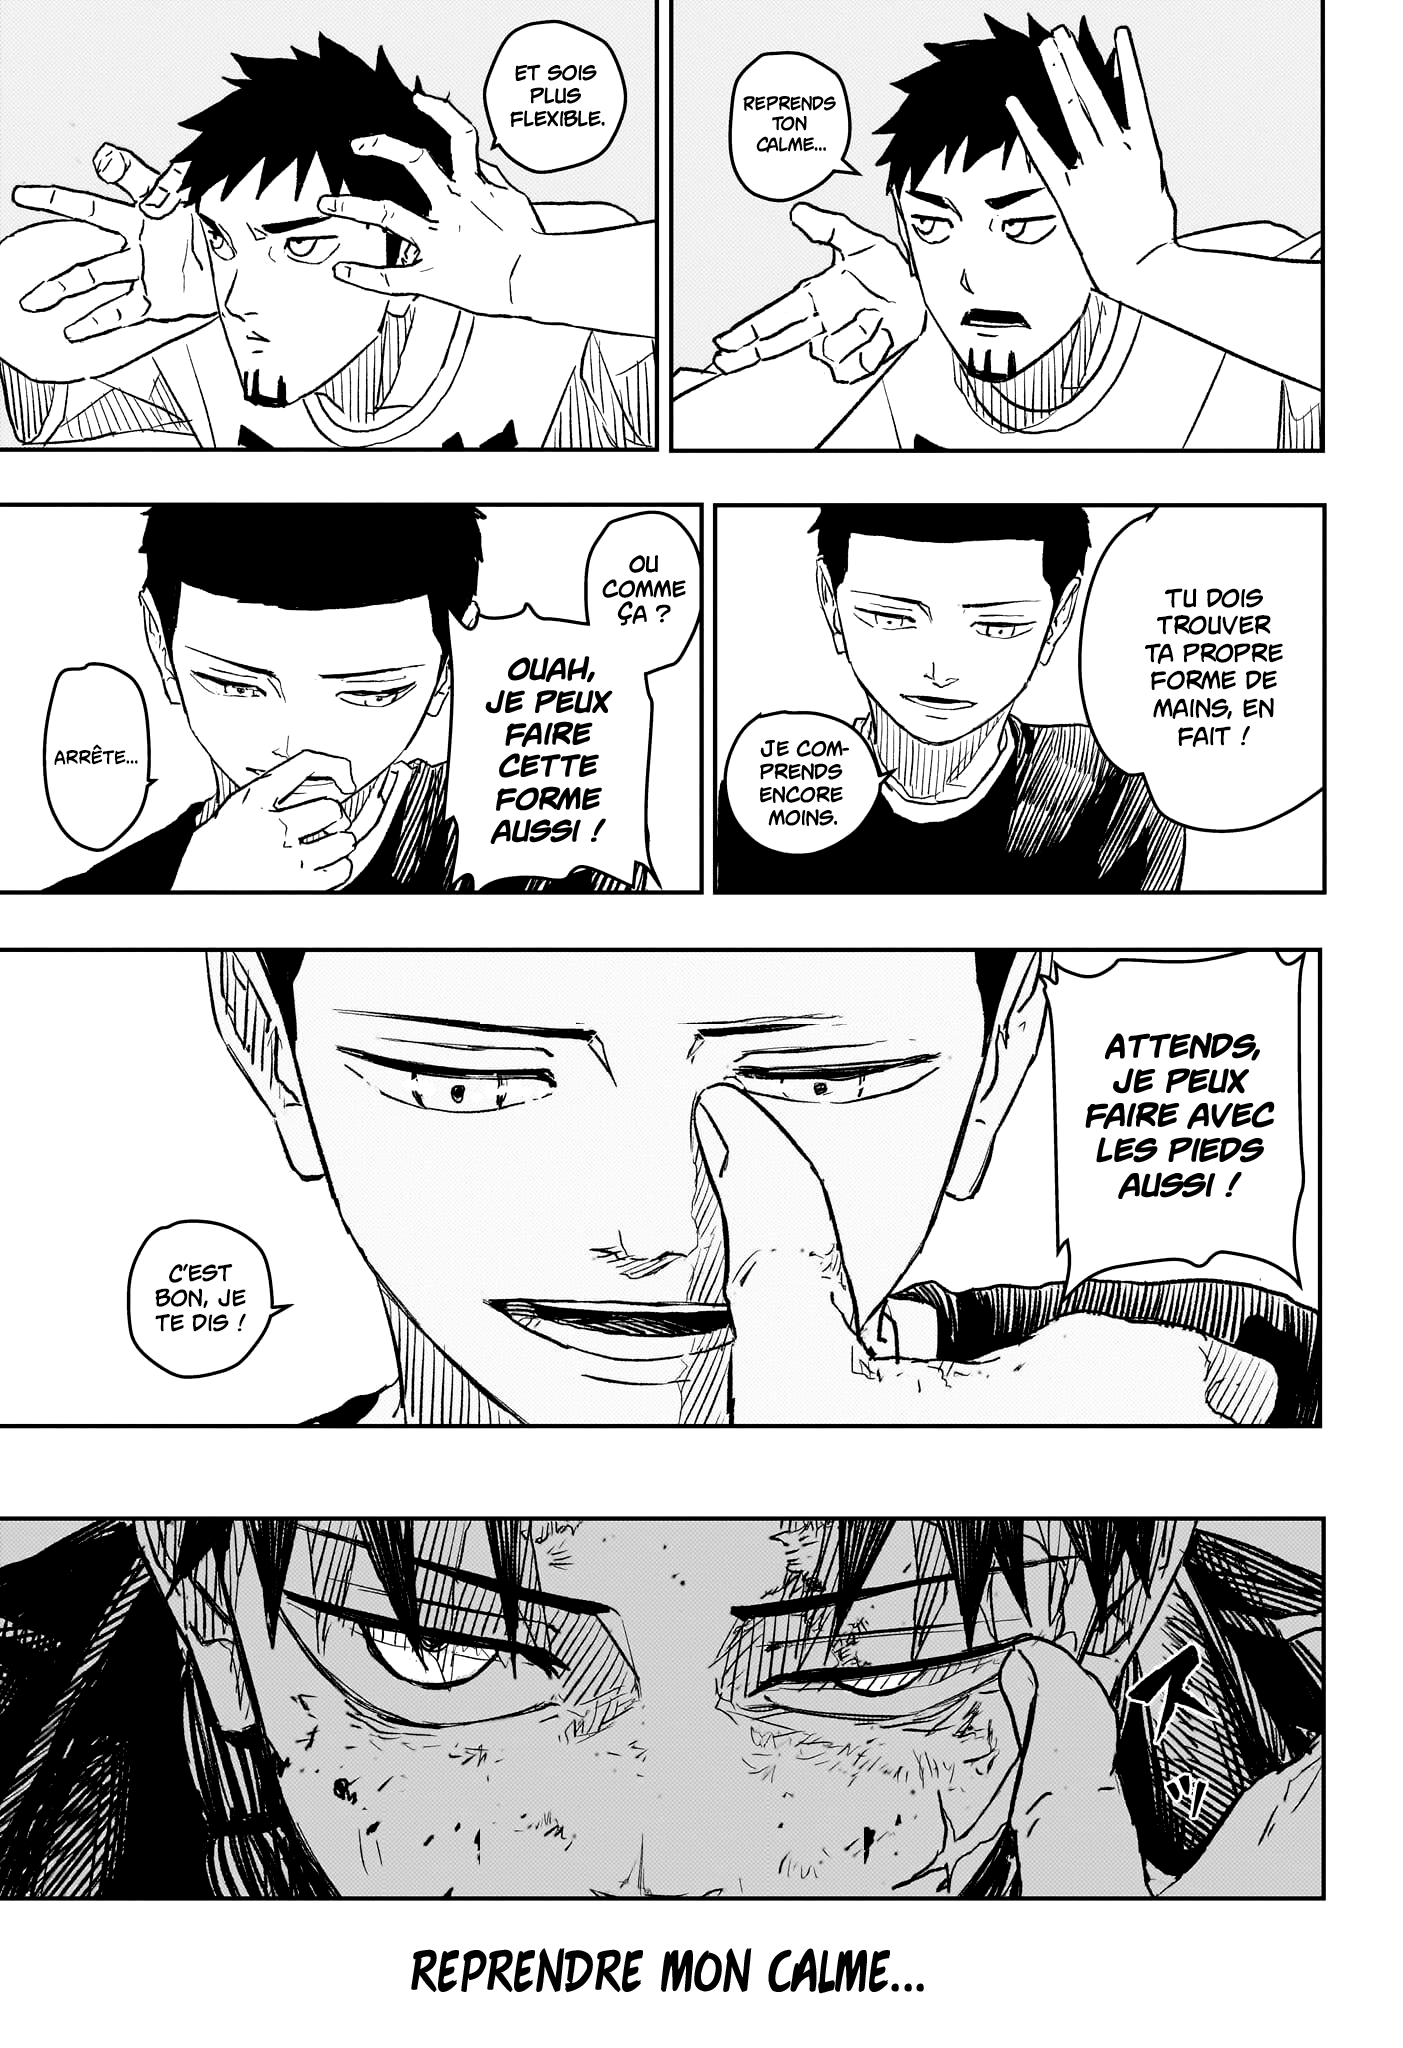 REPRENDS
TON
CALME...
ET SOIS
PLUS
FLEXIBLE.
TU DOIS
TROUVER
TA PROPRE
FORME DE
MAINS, EN
FAIT !
JE COM-
PRENDS
ENCORE
MOINS.
OU
COMME
ÇA ?
OUAH,
JE PEUX
FAIRE
CETTE
FORME
AUSSI !
ARRÊTE...
ATTENDS,
JE PEUX
FAIRE AVEC
LES PIEDS
AUSSI !
C'EST
BON, JE
TE DIS !
スッ
REPRENDRE MON CALME...